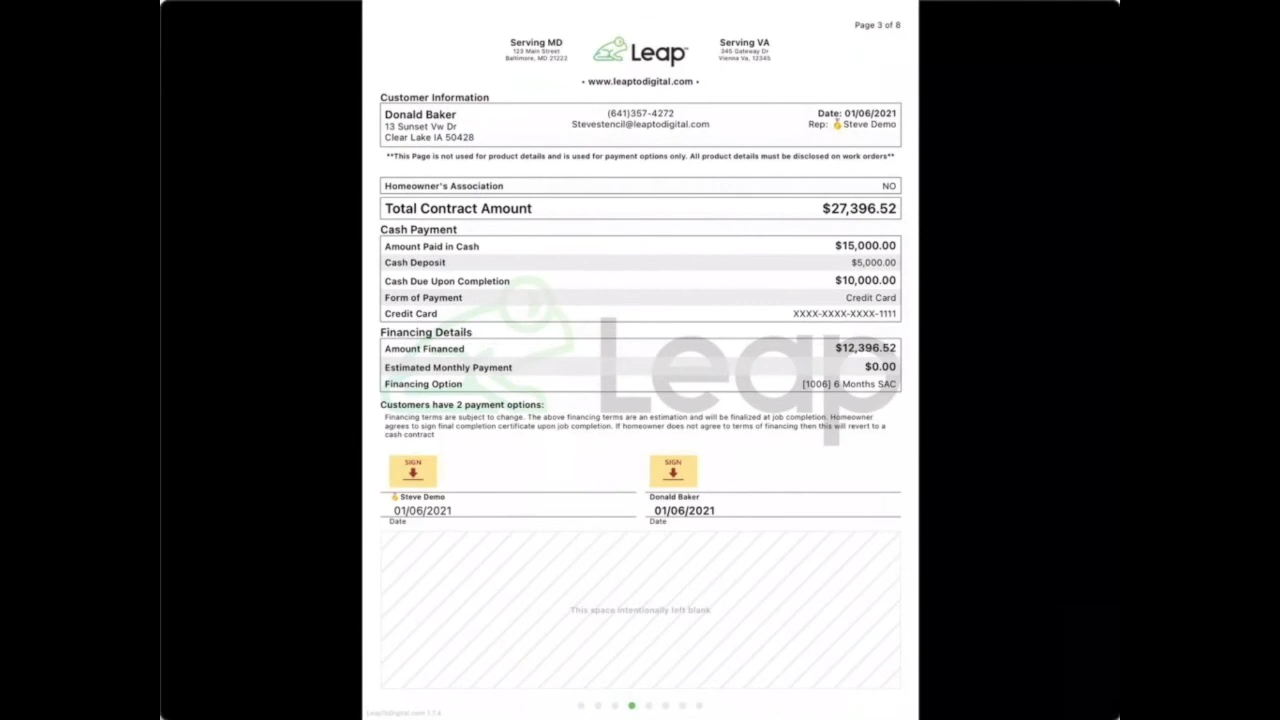 Page 3 of 8
Serving MD
123 Main Street
Baltimore, MD 21222
Leap™
Serving VA
245 Gateway Dr
Vienna Va, 12345
• www.leaptodigital.com •
Customer Information
Donald Baker
13 Sunset Vw Dr
Clear Lake IA 50428
(641)357-4272
Stevestencil@leaptodigital.com
Date: 01/06/2021
Rep: 🥇Steve Demo
**This Page is not used for product details and is used for payment options only. All product details must be disclosed on work orders**
Homeowner's Association NO
Total Contract Amount $27,396.52
Cash Payment
Amount Paid in Cash $15,000.00
Cash Deposit $5,000.00
Cash Due Upon Completion $10,000.00
Form of Payment Credit Card
Credit Card XXXX-XXXX-XXXX-1111
Financing Details
Amount Financed $12,396.52
Estimated Monthly Payment $0.00
Financing Option [1006] 6 Months SAC
Leap
Customers have 2 payment options:
Financing terms are subject to change. The above financing terms are an estimation and will be finalized at job completion. Homeowner
agrees to sign final completion certificate upon job completion. If homeowner does not agree to terms of financing then this will revert to a
cash contract
SIGN SIGN
🥇Steve Demo Donald Baker
01/06/2021 01/06/2021
Date Date
This space intentionally left blank
LeapToDigital.com 1.7.4